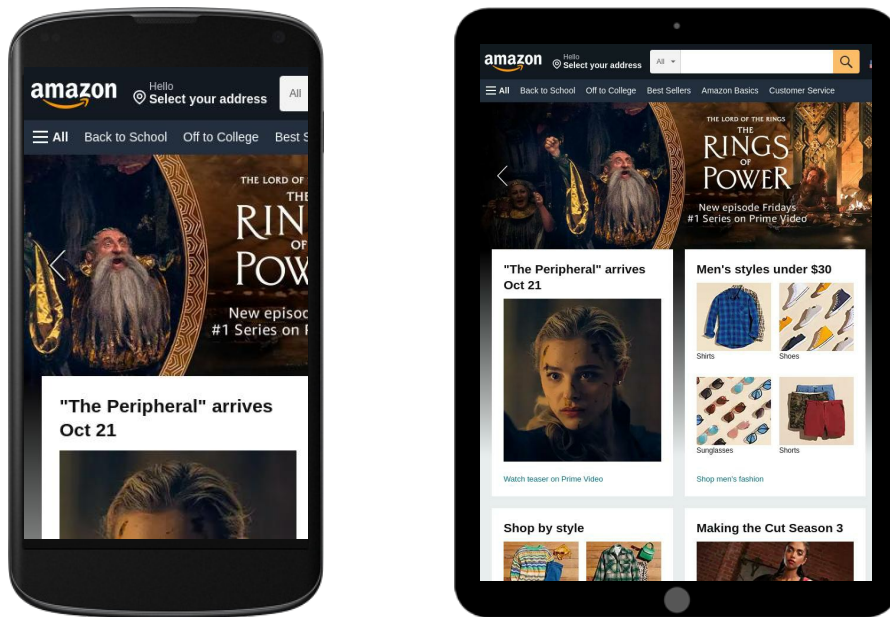 amazon
Hello
Select your address
All
All Back to School Off to College Best S
THE LORD OF
THE
RIN
OF
POW
New episoc
#1 Series on F
"The Peripheral" arrives
Oct 21
amazon
Hello
Select your address
All
All Back to School Off to College Best Sellers Amazon Basics Customer Service
THE LORD OF THE RINGS
THE
RINGS
OF
POWER
New episode Fridays
#1 Series on Prime Video
"The Peripheral" arrives
Oct 21
Watch teaser on Prime Video
Men's styles under $30
Shirts
Shoes
Sunglasses
Shorts
Shop men's fashion
Shop by style
Making the Cut Season 3